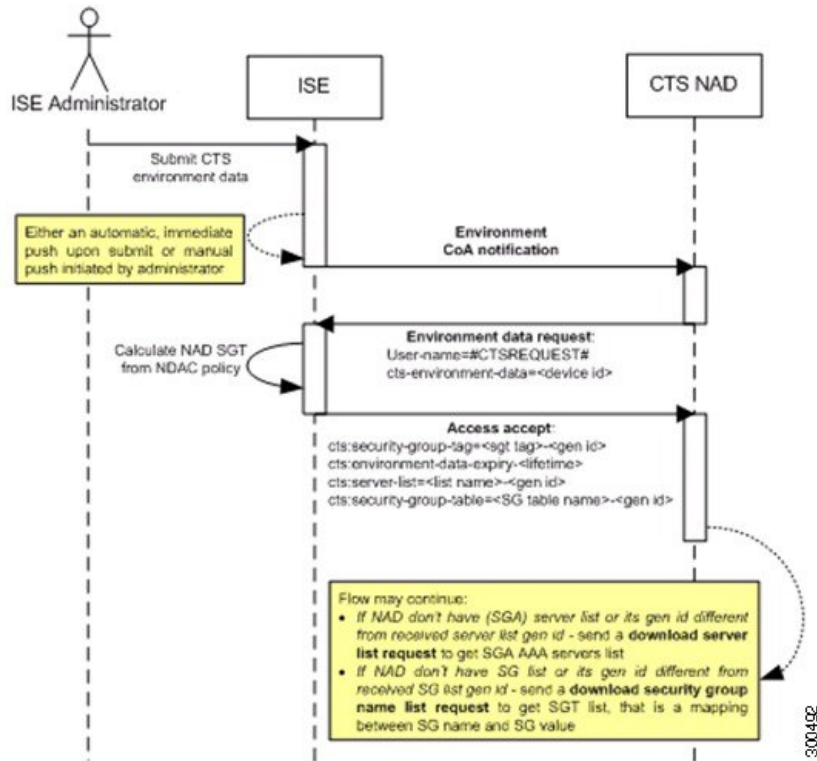 ISE Administrator
ISE
CTS NAD
Submit CTS
environment data
Either an automatic, immediate
push upon submit or manual
push initiated by administrator
Environment
CoA notification
Environment data request:
User-name=#CTSREQUEST#
cts-environment-data=<device id>
Calculate NAD SGT
from NDAC policy
Access accept:
cts:security-group-tag=<sgt tag>-<gen id>
cts:environment-data-expiry-<lifetime>
cts:server-list=<list name>-<gen id>
cts:security-group-table=<SG table name>-<gen id>
Flow may continue:
• If NAD don't have (SGA) server list or its gen id different
from received server list gen id - send a download server
list request to get SGA AAA servers list
• If NAD don't have SG list or its gen id different from
received SG list gen id - send a download security group
name list request to get SGT list, that is a mapping
between SG name and SG value
300492